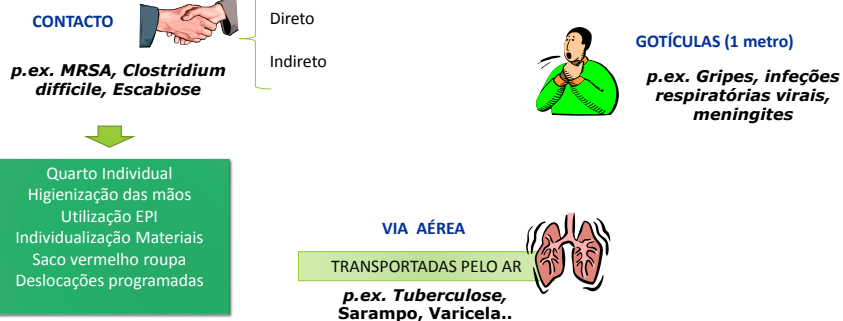 CONTACTO
Direto
Indireto
p.ex. MRSA, Clostridium
difficile, Escabiose
GOTÍCULAS (1 metro)
p.ex. Gripes, infeções
respiratórias virais,
meningites
Quarto Individual
Higienização das mãos
Utilização EPI
Individualização Materiais
Saco vermelho roupa
Deslocações programadas
VIA AÉREA
TRANSPORTADAS PELO AR
p.ex. Tuberculose,
Sarampo, Varicela..